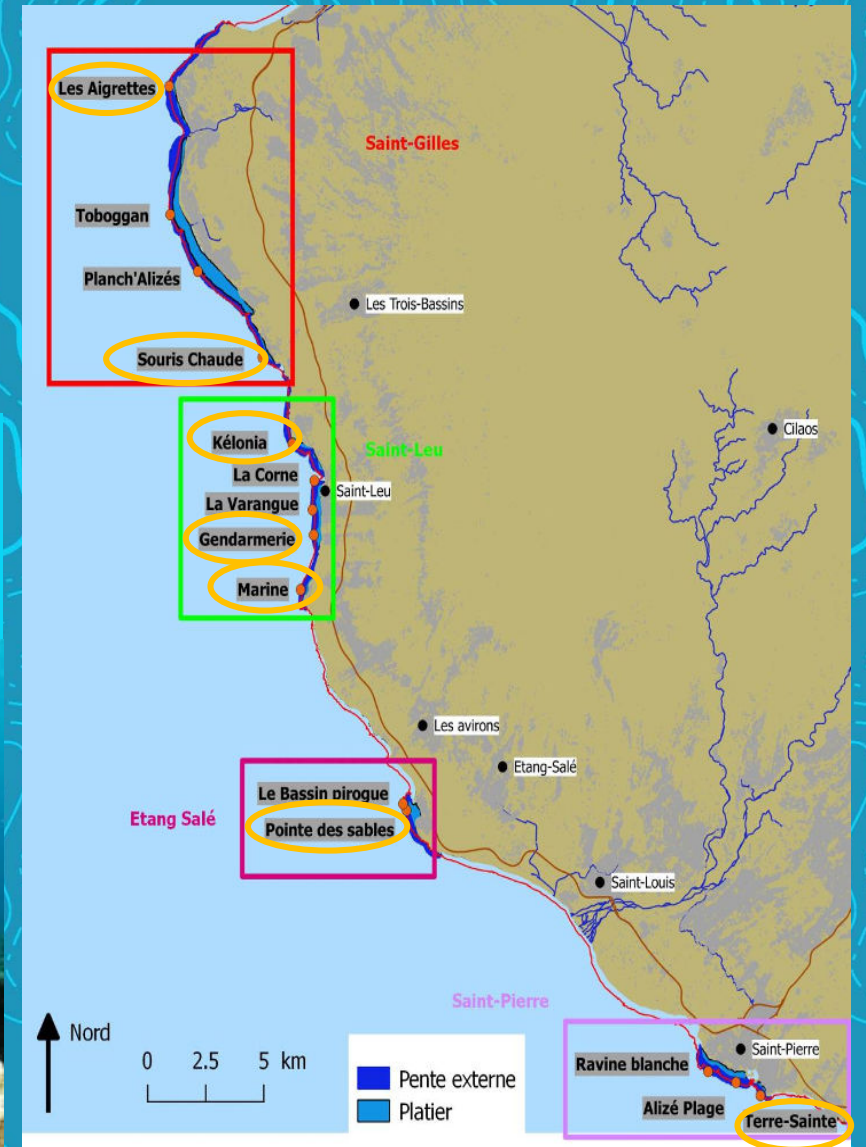 Les Aigrettes
Saint-Gilles
Toboggan
Planch'Alizés
Les Trois-Bassins
Souris Chaude
Cilaos
Kélonia
Saint-Leu
La Corne
Saint-Leu
La Varangue
Gendarmerie
Marine
Les avirons
Etang-Salé
Le Bassin pirogue
Etang Salé
Pointe des sables
Saint-Louis
Saint-Pierre
Nord
0 2.5 5 km
Saint-Pierre
Ravine blanche
Pente externe
Platier
Alizé Plage
Terre-Sainte